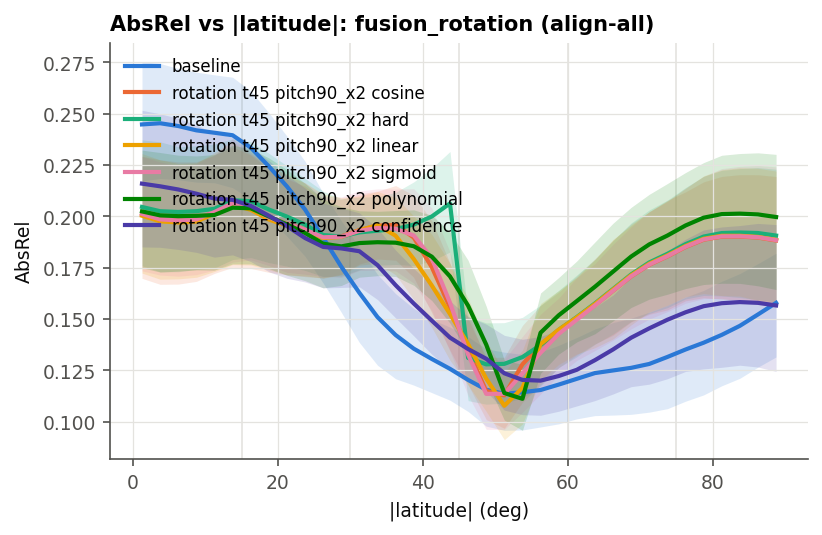 AbsRel vs |latitude|: fusion_rotation (align-all)
0.275
0.250
0.225
0.200
0.175
0.150
0.125
0.100
AbsRel
baseline
rotation t45 pitch90_x2 cosine
rotation t45 pitch90_x2 hard
rotation t45 pitch90_x2 linear
rotation t45 pitch90_x2 sigmoid
rotation t45 pitch90_x2 polynomial
rotation t45 pitch90_x2 confidence
0 20 40 60 80
|latitude| (deg)